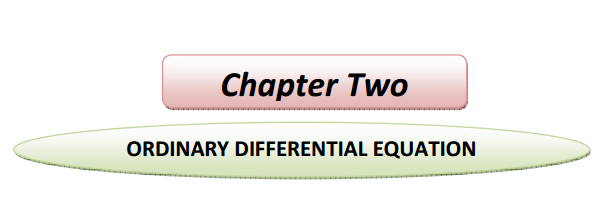 Chapter Two
ORDINARY DIFFERENTIAL EQUATION